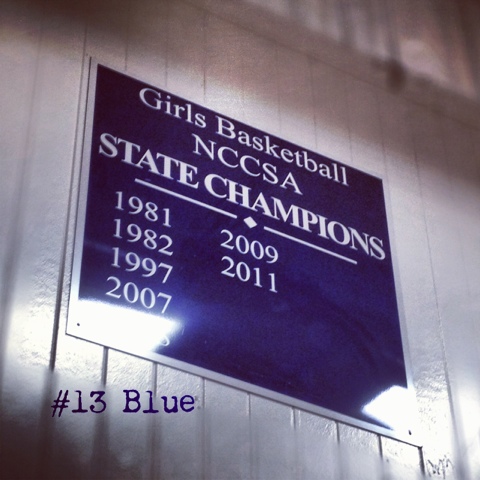 Girls Basketball
NCCSA
STATE CHAMPIONS
1981
1982
1997
2007
2009
2011
#13 Blue